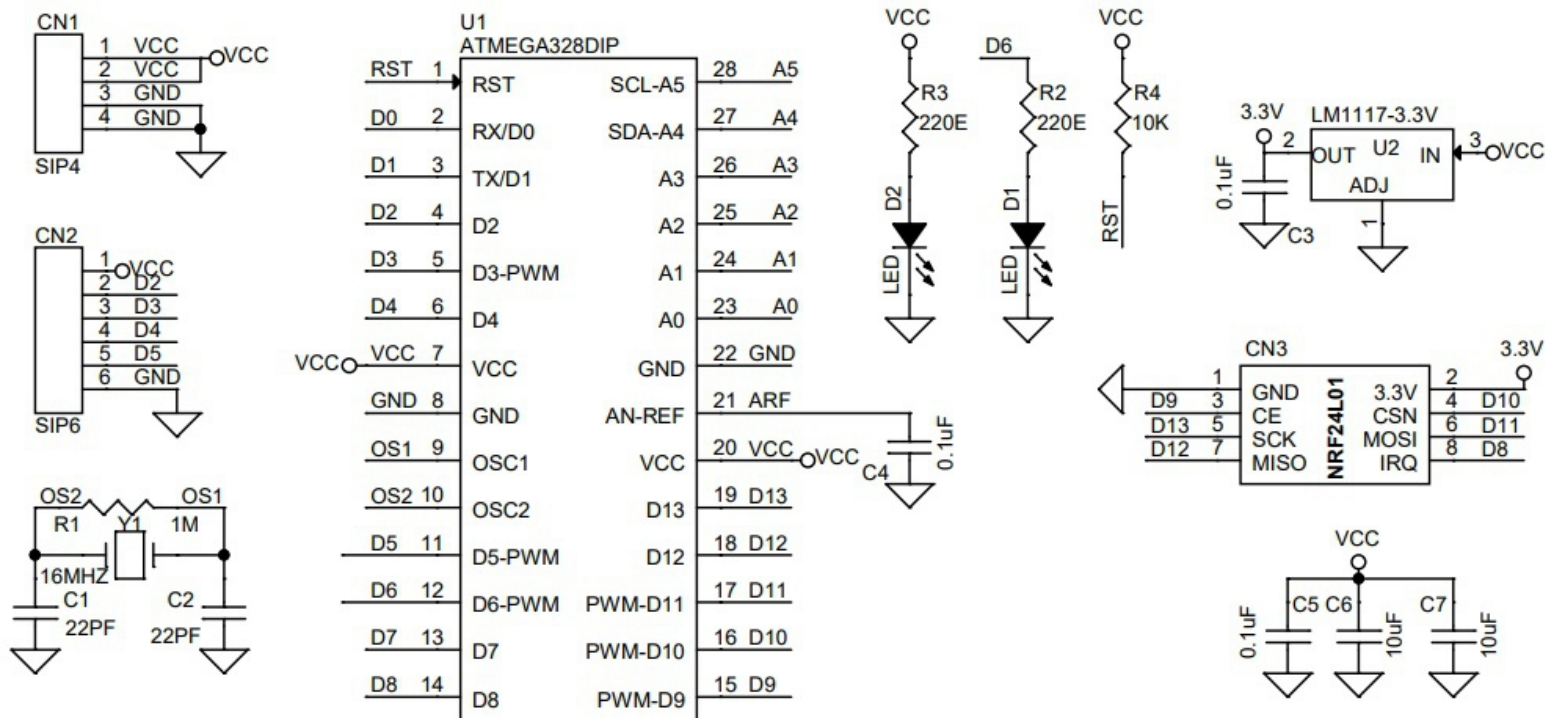 CN1
1 VCC
VCC
2 VCC
3 GND
4 GND
SIP4
CN2
1
VCC
2 D2
3 D3
4 D4
5 D5
6 GND
SIP6
OS2
OS1
R1
Y1
1M
16MHZ
C1
22PF
C2
22PF
U1
ATMEGA328DIP
RST 1 RST SCL-A5 28 A5
D0 2 RX/D0 SDA-A4 27 A4
D1 3 TX/D1 A3 26 A3
D2 4 D2 A2 25 A2
D3 5 D3-PWM A1 24 A1
D4 6 D4 A0 23 A0
VCC VCC 7 VCC GND 22 GND
GND 8 GND AN-REF 21 ARF
OS1 9 OSC1 VCC 20 VCC VCC
OS2 10 OSC2 D13 19 D13
D5 11 D5-PWM D12 18 D12
D6 12 D6-PWM PWM-D11 17 D11
D7 13 D7 PWM-D10 16 D10
D8 14 D8 PWM-D9 15 D9
C4
0.1uF
VCC
R3
220E
D2
LED
D6
R2
220E
D1
LED
VCC
R4
10K
RST
3.3V
LM1117-3.3V
2 OUT U2 IN 3 VCC
ADJ
1
0.1uF
C3
CN3
3.3V
1 GND 3.3V 2
D9 3 CE CSN 4 D10
D13 5 SCK MOSI 6 D11
D12 7 MISO IRQ 8 D8
NRF24L01
VCC
C5 C6 C7
0.1uF
10uF
10uF